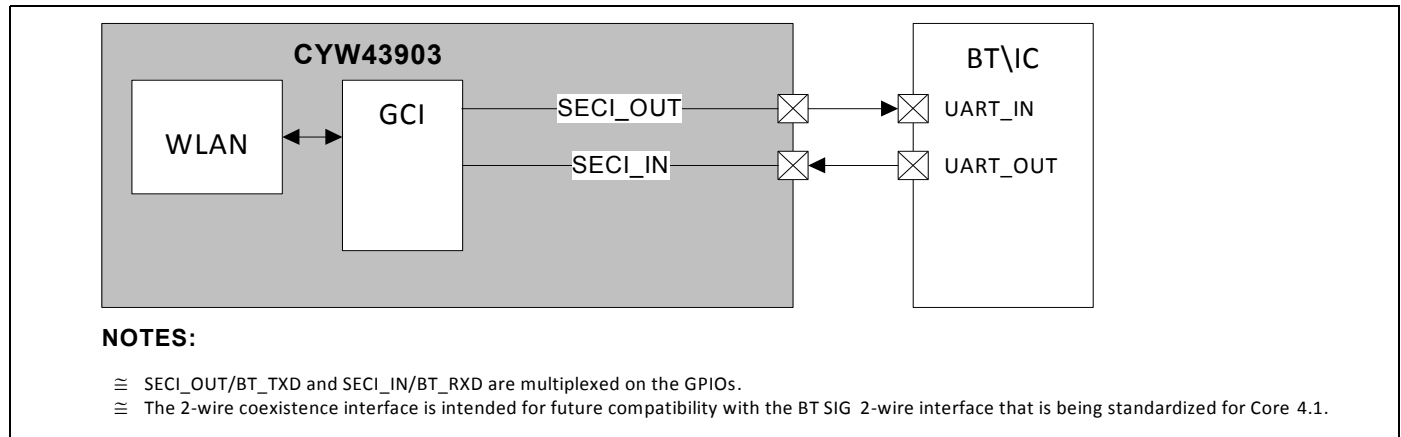 CYW43903
BT\IC
WLAN
GCI
SECI_OUT
UART_IN
SECI_IN
UART_OUT
NOTES:
≅ SECI_OUT/BT_TXD and SECI_IN/BT_RXD are multiplexed on the GPIOs.
≅ The 2-wire coexistence interface is intended for future compatibility with the BT SIG 2-wire interface that is being standardized for Core 4.1.